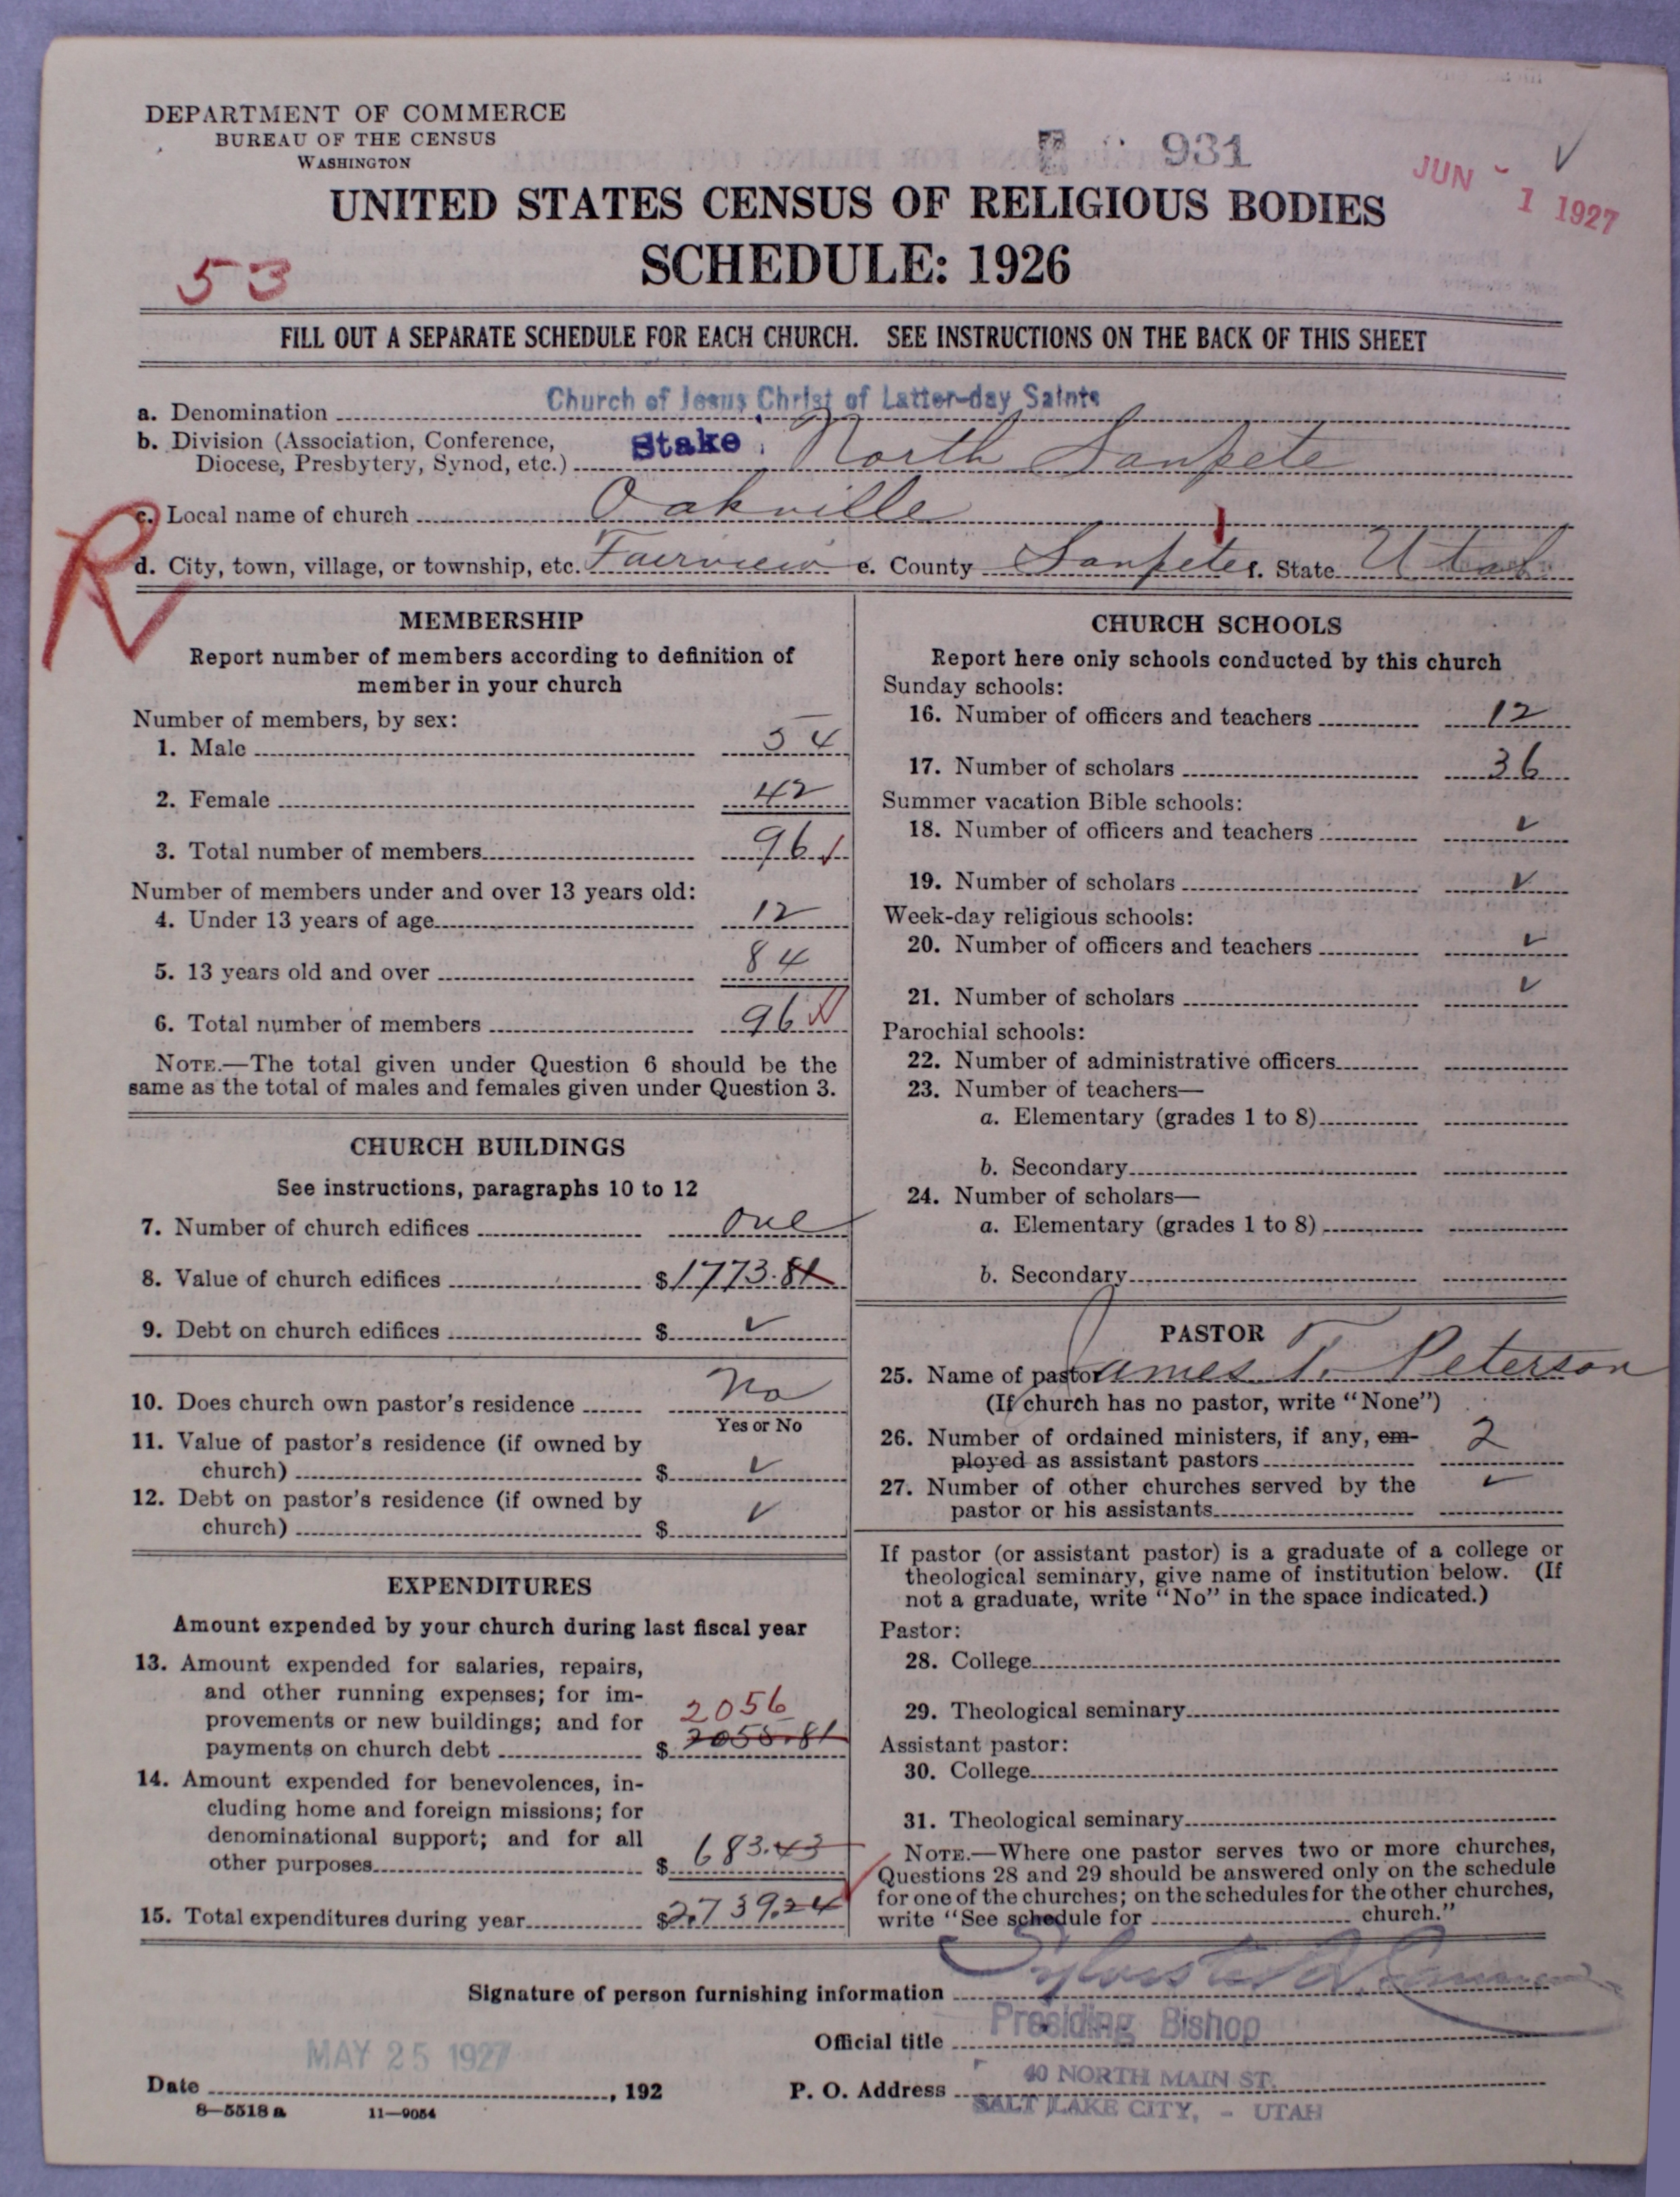 DEPARTMENT OF COMMERCE
BUREAU OF THE CENSUS
WASHINGTON
931
JUN - 1 1927
UNITED STATES CENSUS OF RELIGIOUS BODIES
SCHEDULE: 1926
53
FILL OUT A SEPARATE SCHEDULE FOR EACH CHURCH. SEE INSTRUCTIONS ON THE BACK OF THIS SHEET
a. Denomination Church of Jesus Christ of Latter-day Saints
b. Division (Association, Conference,
Diocese, Presbytery, Synod, etc.) Stake: North Sanpete
c. Local name of church Oakville
R
d. City, town, village, or township, etc. Fairview e. County Sanpete f. State Utah
MEMBERSHIP
Report number of members according to definition of
member in your church
Number of members, by sex:
1. Male 54
2. Female 42
3. Total number of members 96 ✓
Number of members under and over 13 years old:
4. Under 13 years of age 12
5. 13 years old and over 84
6. Total number of members 96 ✓
NOTE.—The total given under Question 6 should be the
same as the total of males and females given under Question 3.
CHURCH BUILDINGS
See instructions, paragraphs 10 to 12
7. Number of church edifices one
8. Value of church edifices $1773.81
9. Debt on church edifices $ ✓
10. Does church own pastor's residence No
Yes or No
11. Value of pastor's residence (if owned by
church) $ ✓
12. Debt on pastor's residence (if owned by
church) $ ✓
EXPENDITURES
Amount expended by your church during last fiscal year
13. Amount expended for salaries, repairs,
and other running expenses; for im-
provements or new buildings; and for 2056
payments on church debt $ 2055.81
14. Amount expended for benevolences, in-
cluding home and foreign missions; for
denominational support; and for all
other purposes $ 683.43
15. Total expenditures during year $2,739.24
CHURCH SCHOOLS
Report here only schools conducted by this church
Sunday schools:
16. Number of officers and teachers 12
17. Number of scholars 36
Summer vacation Bible schools:
18. Number of officers and teachers ✓
19. Number of scholars ✓
Week-day religious schools:
20. Number of officers and teachers ✓
21. Number of scholars ✓
Parochial schools:
22. Number of administrative officers
23. Number of teachers—
a. Elementary (grades 1 to 8)
b. Secondary
24. Number of scholars—
a. Elementary (grades 1 to 8)
b. Secondary
PASTOR
25. Name of pastor James T. Peterson
(If church has no pastor, write "None")
26. Number of ordained ministers, if any, em-
ployed as assistant pastors 2
27. Number of other churches served by the
pastor or his assistants ✓
If pastor (or assistant pastor) is a graduate of a college or
theological seminary, give name of institution below. (If
not a graduate, write "No" in the space indicated.)
Pastor:
28. College
29. Theological seminary
Assistant pastor:
30. College
31. Theological seminary
NOTE.—Where one pastor serves two or more churches,
Questions 28 and 29 should be answered only on the schedule
for one of the churches; on the schedules for the other churches,
write "See schedule for church."
Signature of person furnishing information Sylvester Q. Cannon
Official title Presiding Bishop
MAY 25 1927
Date , 192
P. O. Address 40 NORTH MAIN ST.
SALT LAKE CITY, - UTAH
8—5518 a 11—9054